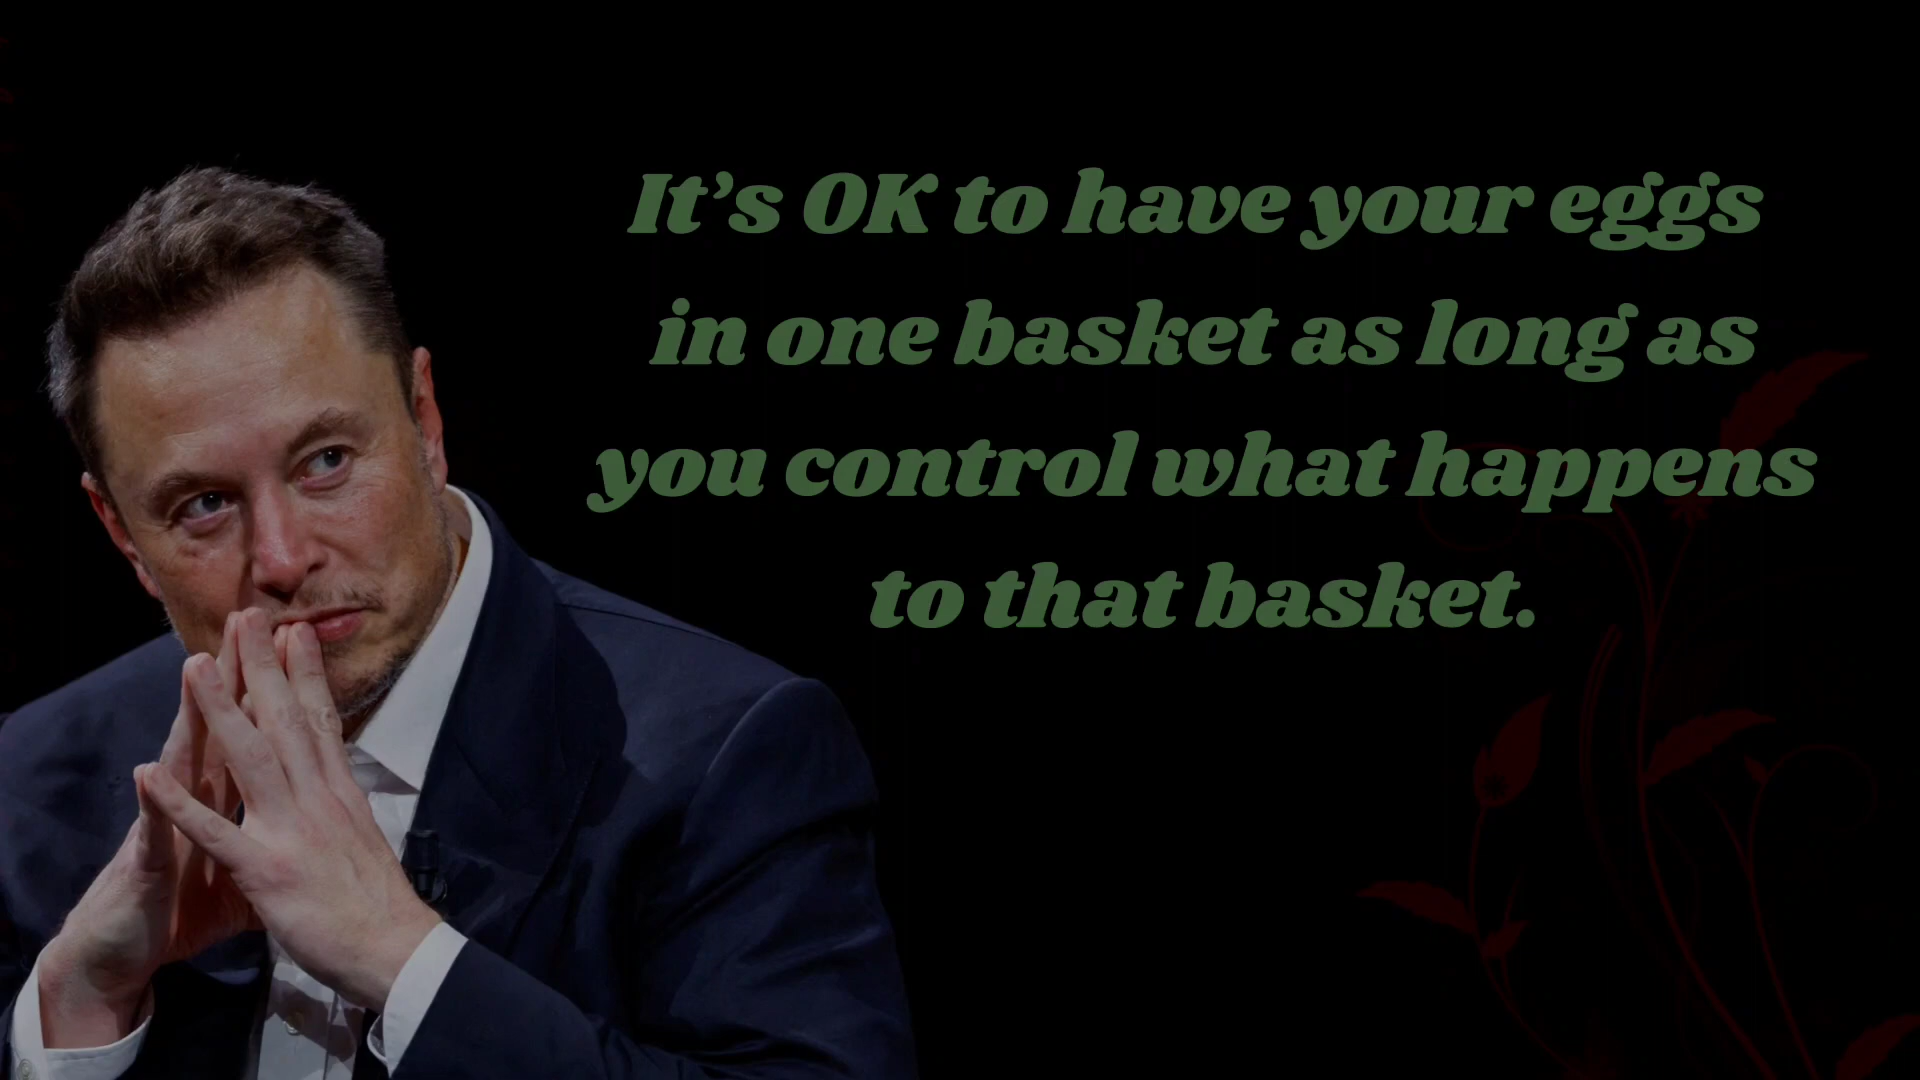 It’s OK to have your eggs
in one basket as long as
you control what happens
to that basket.